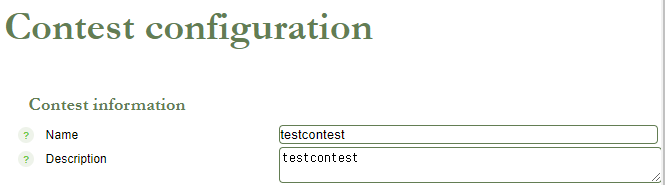 Contest configuration
Contest information
? Name testcontest
? Description testcontest